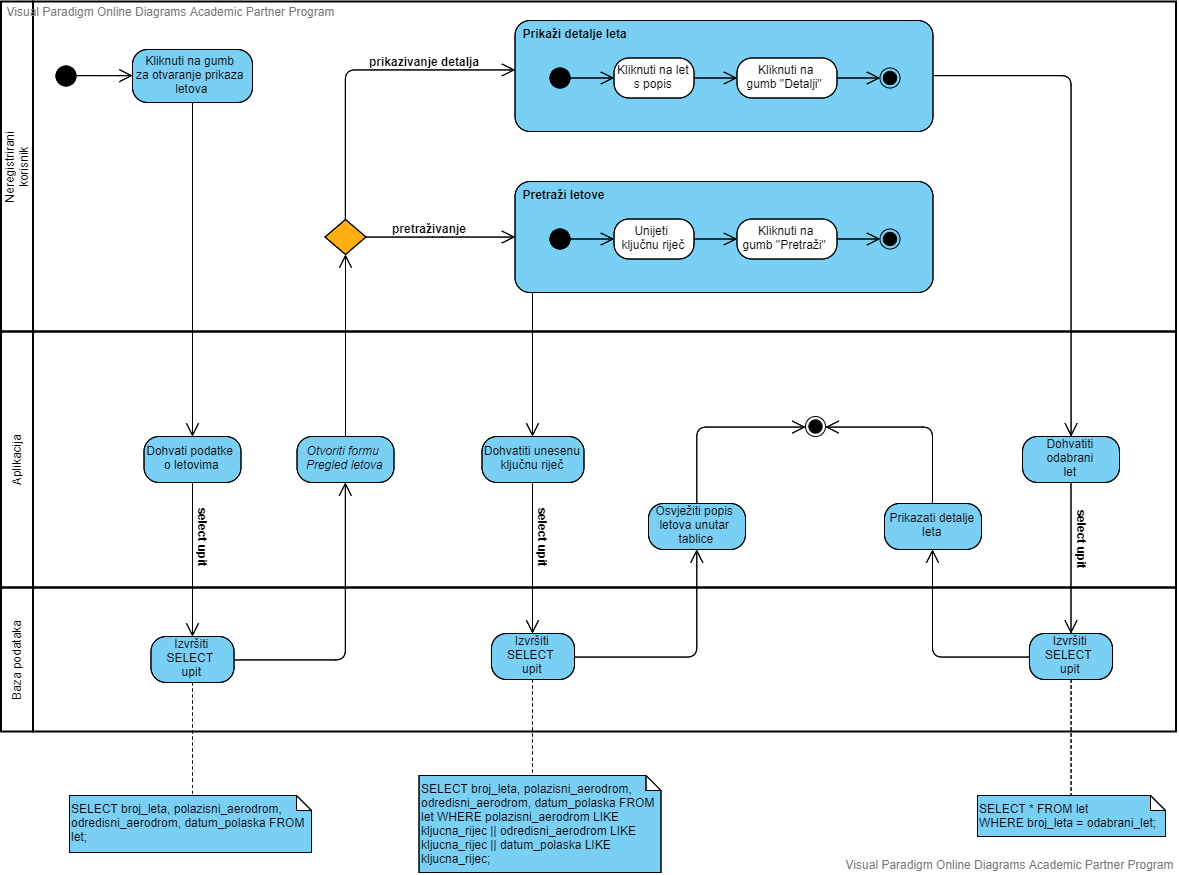 Visual Paradigm Online Diagrams Academic Partner Program
Neregistrirani
korisnik
Kliknuti na gumb
za otvaranje prikaza
letova
prikazivanje detalja
Prikaži detalje leta
Kliknuti na let
s popis
Kliknuti na
gumb "Detalji"
pretraživanje
Pretraži letove
Unijeti
ključnu riječ
Kliknuti na
gumb "Pretraži"
Aplikacija
Dohvati podatke
o letovima
Otvoriti formu
Pregled letova
Dohvatiti unesenu
ključnu riječ
Osvježiti popis
letova unutar
tablice
Prikazati detalje
leta
Dohvatiti
odabrani
let
select upit
select upit
select upit
Baza podataka
Izvršiti
SELECT
upit
Izvršiti
SELECT
upit
Izvršiti
SELECT
upit
SELECT broj_leta, polazisni_aerodrom,
odredisni_aerodrom, datum_polaska FROM
let;
SELECT broj_leta, polazisni_aerodrom,
odredisni_aerodrom, datum_polaska FROM
let WHERE polazisni_aerodrom LIKE
kljucna_rijec || odredisni_aerodrom LIKE
kljucna_rijec || datum_polaska LIKE
kljucna_rijec;
SELECT * FROM let
WHERE broj_leta = odabrani_let;
Visual Paradigm Online Diagrams Academic Partner Program